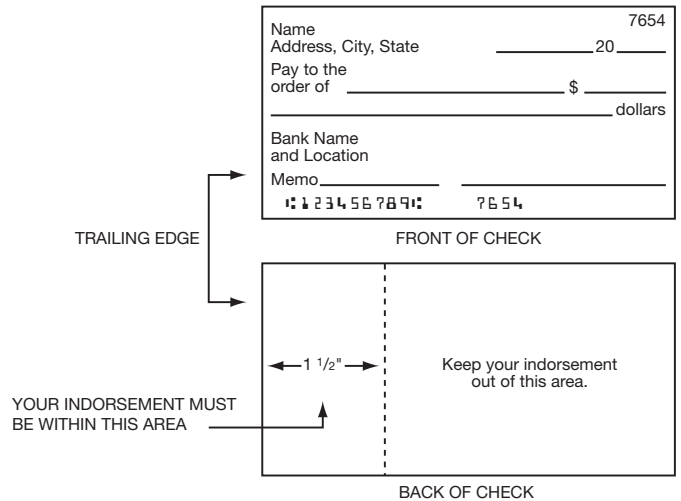 7654
Name
Address, City, State 20
Pay to the
order of $
dollars
Bank Name
and Location
Memo
⑆123456789⑆ 7654
TRAILING EDGE
FRONT OF CHECK
1 1/2"
Keep your indorsement
out of this area.
YOUR INDORSEMENT MUST
BE WITHIN THIS AREA
BACK OF CHECK